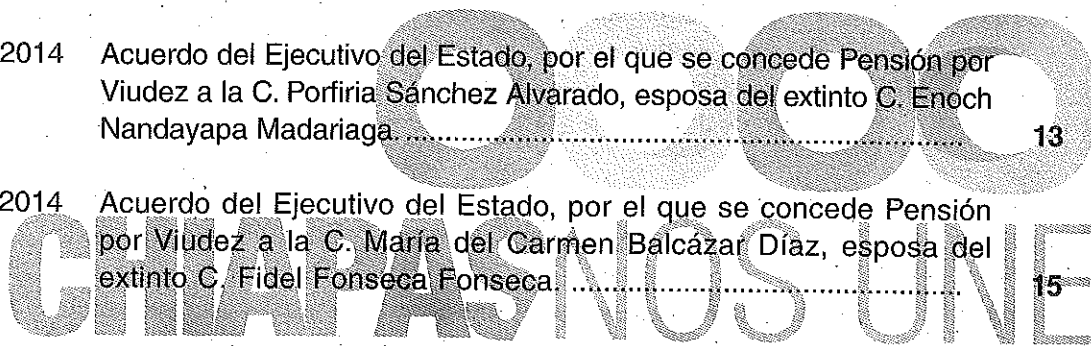 2014 Acuerdo del Ejecutivo del Estado, por el que se concede Pensión por
Viudez a la C. Porfiria Sánchez Alvarado, esposa del extinto C. Enoch
Nandayapa Madariaga. ........................................................................ 13
2014 Acuerdo del Ejecutivo del Estado, por el que se concede Pensión
por Viudez a la C. María del Carmen Balcázar Díaz, esposa del
extinto C. Fidel Fonseca Fonseca. .................................................. 15
CHIAPASNOS UNE